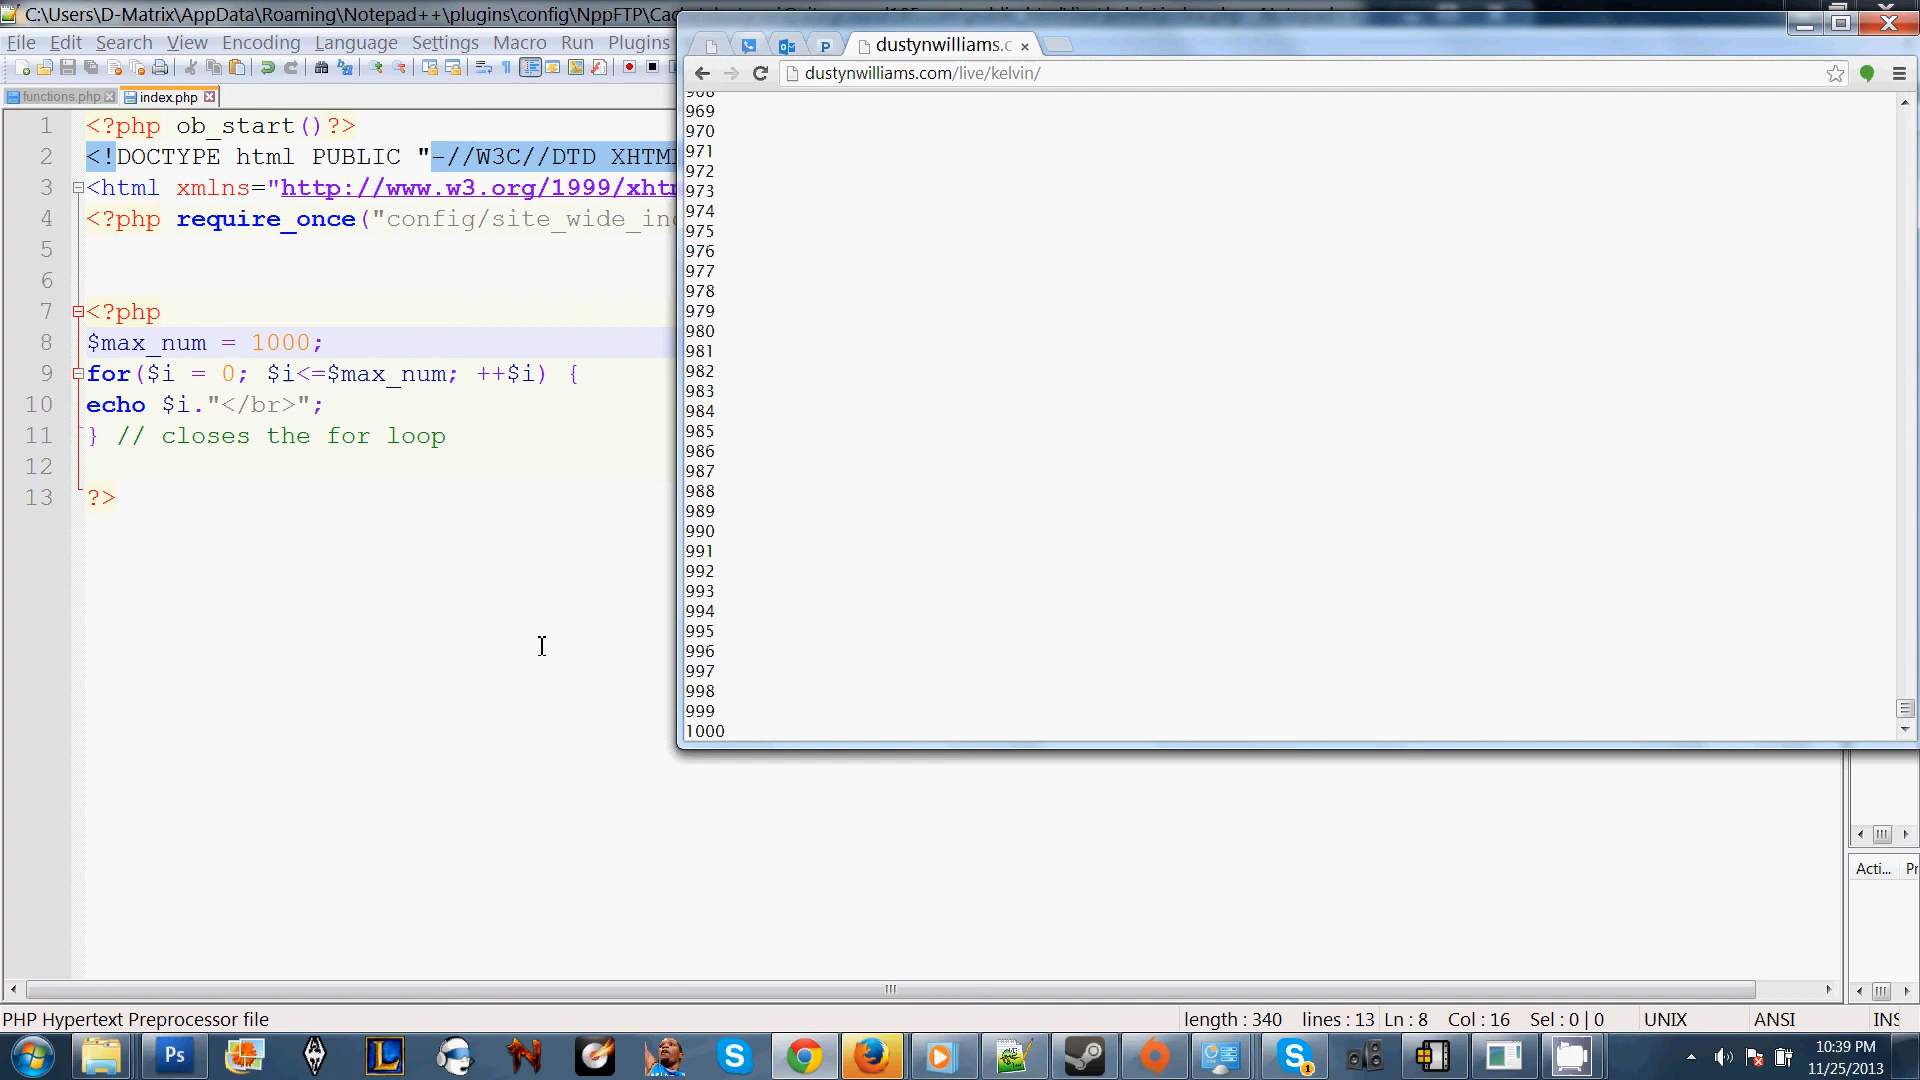 C:\Users\D-Matrix\AppData\Roaming\Notepad++\plugins\config\NppFTP\
File Edit Search View Encoding Language Settings Macro Run Plugins
functions.php index.php
1 <?php ob_start()?>
2 <!DOCTYPE html PUBLIC "-//W3C//DTD XHTML
3 <html xmlns="http://www.w3.org/1999/
4 <?php require_once("config/site_wide_
5
6
7 <?php
8 $max_num = 1000;
9 for($i = 0; $i<=$max_num; ++$i) {
10 echo $i."</br>";
11 } // closes the for loop
12
13 ?>
dustynwilliams.c
dustynwilliams.com/live/kelvin/
968
969
970
971
972
973
974
975
976
977
978
979
980
981
982
983
984
985
986
987
988
989
990
991
992
993
994
995
996
997
998
999
1000
Acti... Pr
PHP Hypertext Preprocessor file length : 340 lines : 13 Ln : 8 Col : 16 Sel : 0 | 0 UNIX ANSI INS
Ps
L
1
10:39 PM
11/25/2013